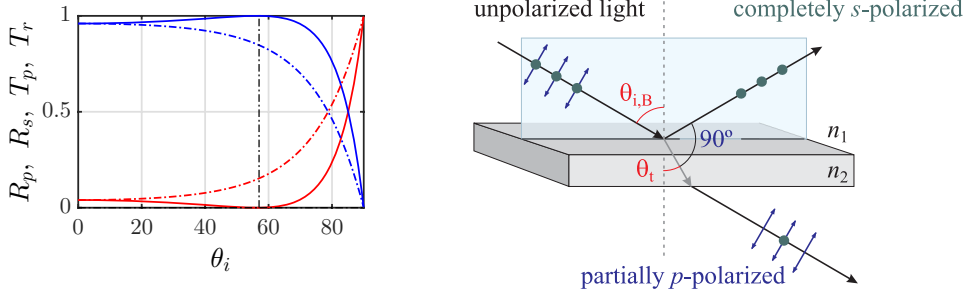 R_p, R_s, T_p, T_r
1
0.5
0
0 20 40 60 80
θ_i
unpolarized light
completely s-polarized
θ_i,B
90º
n_1
θ_t
n_2
partially p-polarized